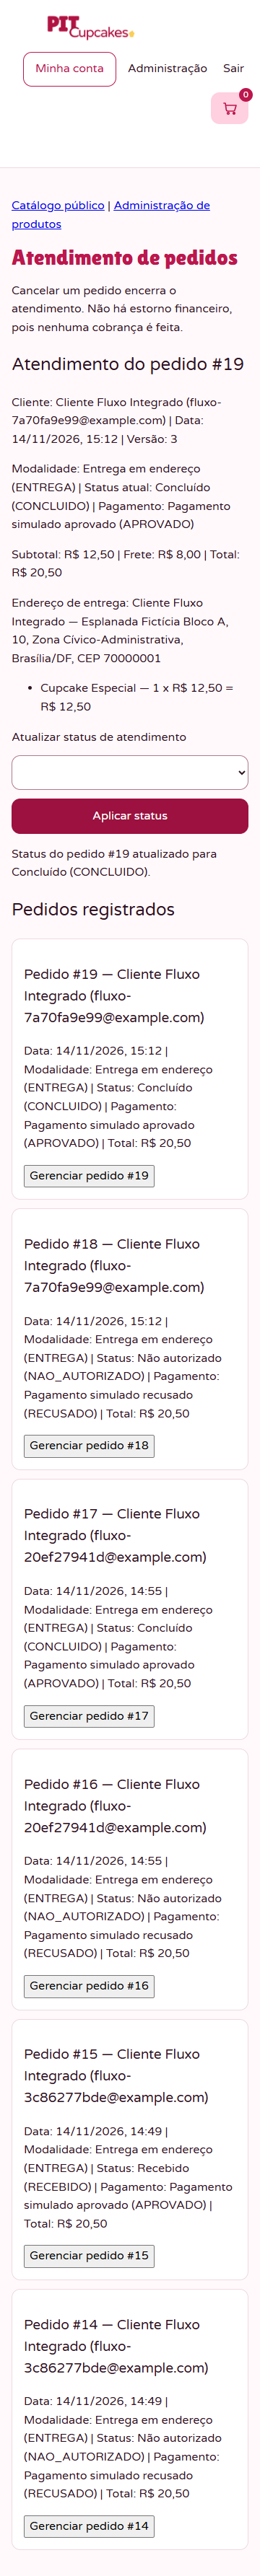 PIT
Cupcakes
Minha conta
Administração
Sair
0
Catálogo público | Administração de
produtos
Atendimento de pedidos
Cancelar um pedido encerra o
atendimento. Não há estorno financeiro,
pois nenhuma cobrança é feita.
Atendimento do pedido #19
Cliente: Cliente Fluxo Integrado (fluxo-
7a70fa9e99@example.com) | Data:
14/11/2026, 15:12 | Versão: 3
Modalidade: Entrega em endereço
(ENTREGA) | Status atual: Concluído
(CONCLUIDO) | Pagamento: Pagamento
simulado aprovado (APROVADO)
Subtotal: R$ 12,50 | Frete: R$ 8,00 | Total:
R$ 20,50
Endereço de entrega: Cliente Fluxo
Integrado — Esplanada Fictícia Bloco A,
10, Zona Cívico-Administrativa,
Brasília/DF, CEP 70000001
• Cupcake Especial — 1 x R$ 12,50 =
R$ 12,50
Atualizar status de atendimento
Aplicar status
Status do pedido #19 atualizado para
Concluído (CONCLUIDO).
Pedidos registrados
Pedido #19 — Cliente Fluxo
Integrado (fluxo-
7a70fa9e99@example.com)
Data: 14/11/2026, 15:12 |
Modalidade: Entrega em endereço
(ENTREGA) | Status: Concluído
(CONCLUIDO) | Pagamento:
Pagamento simulado aprovado
(APROVADO) | Total: R$ 20,50
Gerenciar pedido #19
Pedido #18 — Cliente Fluxo
Integrado (fluxo-
7a70fa9e99@example.com)
Data: 14/11/2026, 15:12 |
Modalidade: Entrega em endereço
(ENTREGA) | Status: Não autorizado
(NAO_AUTORIZADO) | Pagamento:
Pagamento simulado recusado
(RECUSADO) | Total: R$ 20,50
Gerenciar pedido #18
Pedido #17 — Cliente Fluxo
Integrado (fluxo-
20ef27941d@example.com)
Data: 14/11/2026, 14:55 |
Modalidade: Entrega em endereço
(ENTREGA) | Status: Concluído
(CONCLUIDO) | Pagamento:
Pagamento simulado aprovado
(APROVADO) | Total: R$ 20,50
Gerenciar pedido #17
Pedido #16 — Cliente Fluxo
Integrado (fluxo-
20ef27941d@example.com)
Data: 14/11/2026, 14:55 |
Modalidade: Entrega em endereço
(ENTREGA) | Status: Não autorizado
(NAO_AUTORIZADO) | Pagamento:
Pagamento simulado recusado
(RECUSADO) | Total: R$ 20,50
Gerenciar pedido #16
Pedido #15 — Cliente Fluxo
Integrado (fluxo-
3c86277bde@example.com)
Data: 14/11/2026, 14:49 |
Modalidade: Entrega em endereço
(ENTREGA) | Status: Recebido
(RECEBIDO) | Pagamento: Pagamento
simulado aprovado (APROVADO) |
Total: R$ 20,50
Gerenciar pedido #15
Pedido #14 — Cliente Fluxo
Integrado (fluxo-
3c86277bde@example.com)
Data: 14/11/2026, 14:49 |
Modalidade: Entrega em endereço
(ENTREGA) | Status: Não autorizado
(NAO_AUTORIZADO) | Pagamento:
Pagamento simulado recusado
(RECUSADO) | Total: R$ 20,50
Gerenciar pedido #14